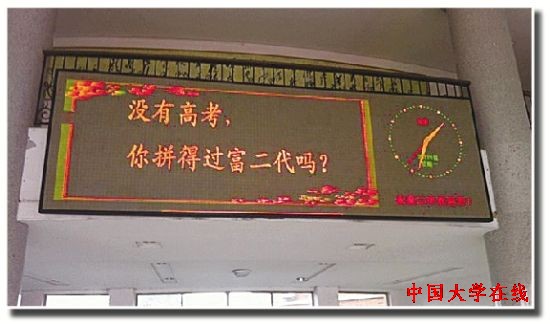 没有高考，
你拼得过富二代吗？
中国大学在线